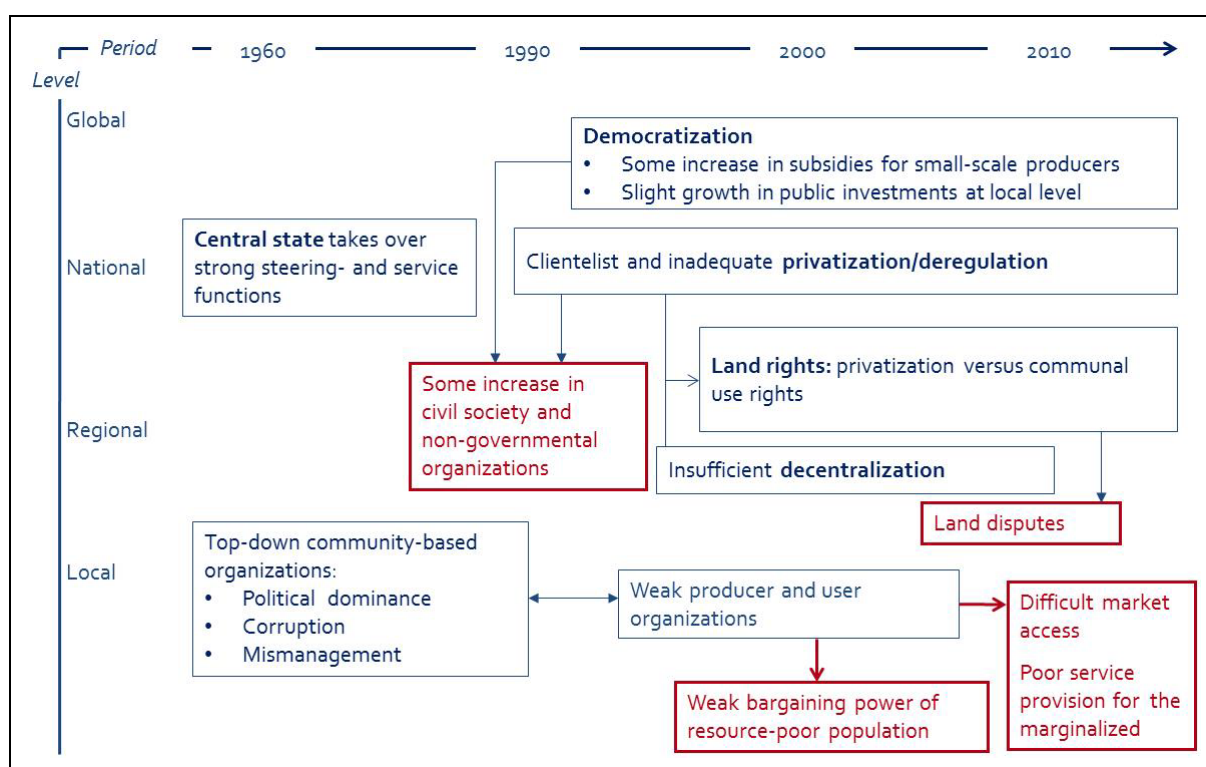 Period 1960 1990 2000 2010
Level
Global
Democratization
• Some increase in subsidies for small-scale producers
• Slight growth in public investments at local level
National
Central state takes over
strong steering- and service
functions
Clientelist and inadequate privatization/deregulation
Land rights: privatization versus communal
use rights
Some increase in
civil society and
non-governmental
organizations
Regional
Insufficient decentralization
Land disputes
Local
Top-down community-based
organizations:
• Political dominance
• Corruption
• Mismanagement
Weak producer and user
organizations
Difficult market
access
Poor service
provision for the
marginalized
Weak bargaining power of
resource-poor population